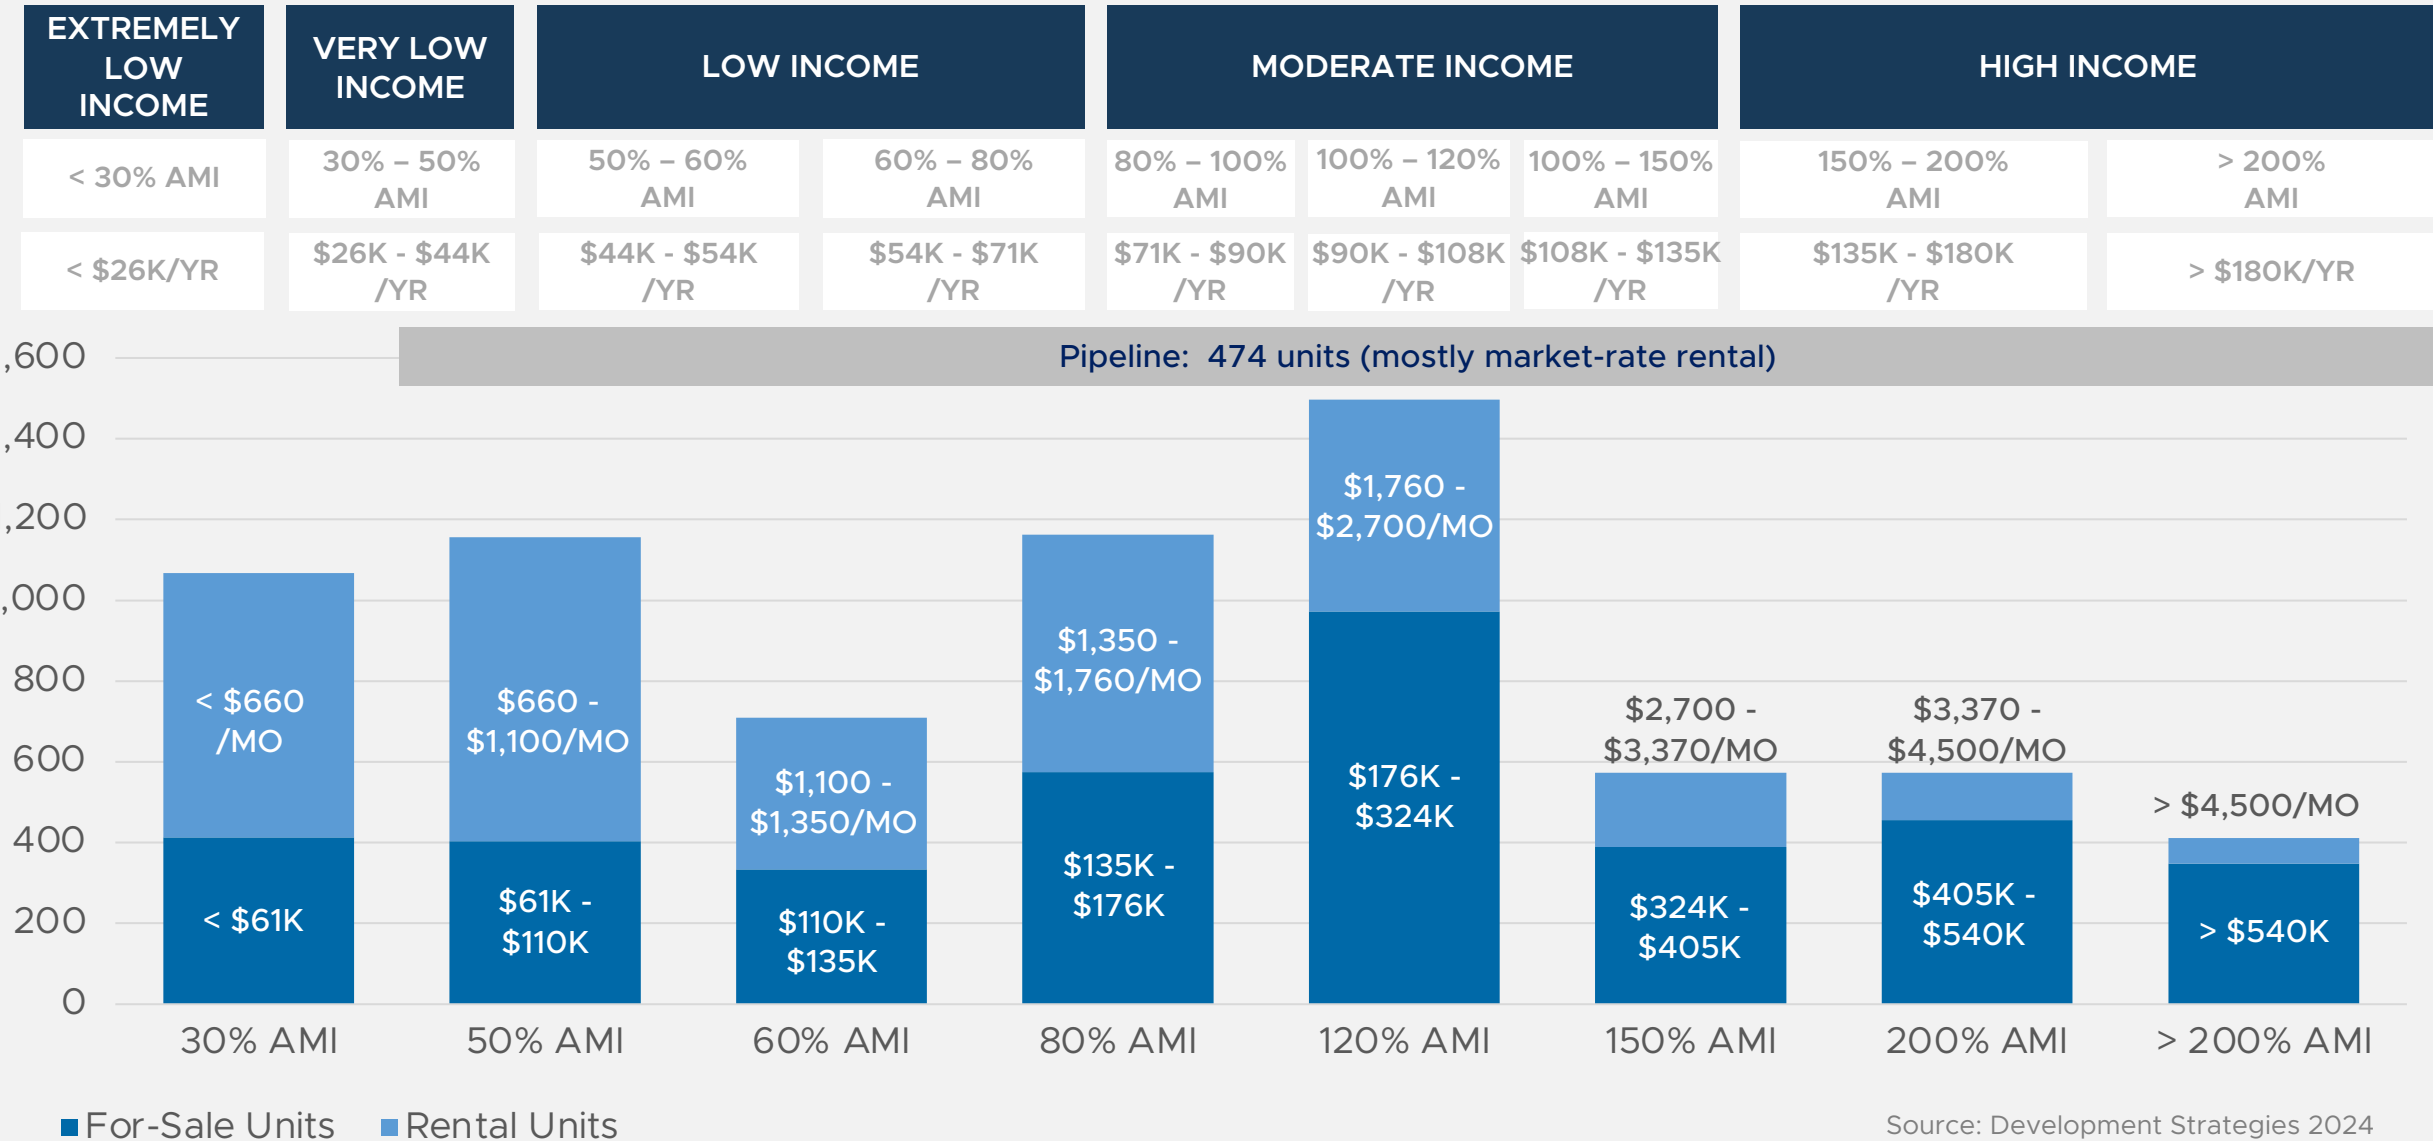 EXTREMELY
LOW
INCOME
VERY LOW
INCOME
LOW INCOME
MODERATE INCOME
HIGH INCOME
< 30% AMI
30% – 50%
AMI
50% – 60%
AMI
60% – 80%
AMI
80% – 100%
AMI
100% – 120%
AMI
100% – 150%
AMI
150% – 200%
AMI
> 200%
AMI
< $26K/YR
$26K - $44K
/YR
$44K - $54K
/YR
$54K - $71K
/YR
$71K - $90K
/YR
$90K - $108K
/YR
$108K - $135K
/YR
$135K - $180K
/YR
> $180K/YR
Pipeline: 474 units (mostly market-rate rental)
,600
,400
,200
,000
800
600
400
200
0
< $660
/MO
< $61K
$660 -
$1,100/MO
$61K -
$110K
$1,100 -
$1,350/MO
$110K -
$135K
$1,350 -
$1,760/MO
$135K -
$176K
$1,760 -
$2,700/MO
$176K -
$324K
$2,700 -
$3,370/MO
$324K -
$405K
$3,370 -
$4,500/MO
$405K -
$540K
> $4,500/MO
> $540K
30% AMI
50% AMI
60% AMI
80% AMI
120% AMI
150% AMI
200% AMI
> 200% AMI
For-Sale Units
Rental Units
Source: Development Strategies 2024